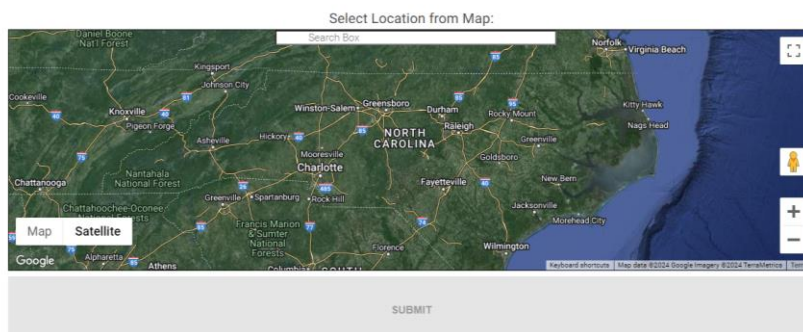 Select Location from Map:
Search Box
Daniel Boone
Nat'l Forest
Norfolk
Virginia Beach
Kingsport
Johnson City
Cookeville
Knoxville
Pigeon Forge
Winston-Salem
Greensboro
Durham
Raleigh
Rocky Mount
Kitty Hawk
Nags Head
Asheville
Hickory
NORTH
CAROLINA
Greenville
Mooresville
Charlotte
Goldsboro
Chattanooga
Nantahala
National Forest
Greenville
Spartanburg
Rock Hill
Fayetteville
New Bern
Chattahoochee-Oconee
National Forests
Francis Marion
& Sumter
National
Forests
Jacksonville
Morehead City
Map
Satellite
Florence
Wilmington
Google
Alpharetta
Athens
Columbia
SOUTH
Keyboard shortcuts
Map data ©2024 Google Imagery ©2024 TerraMetrics
SUBMIT